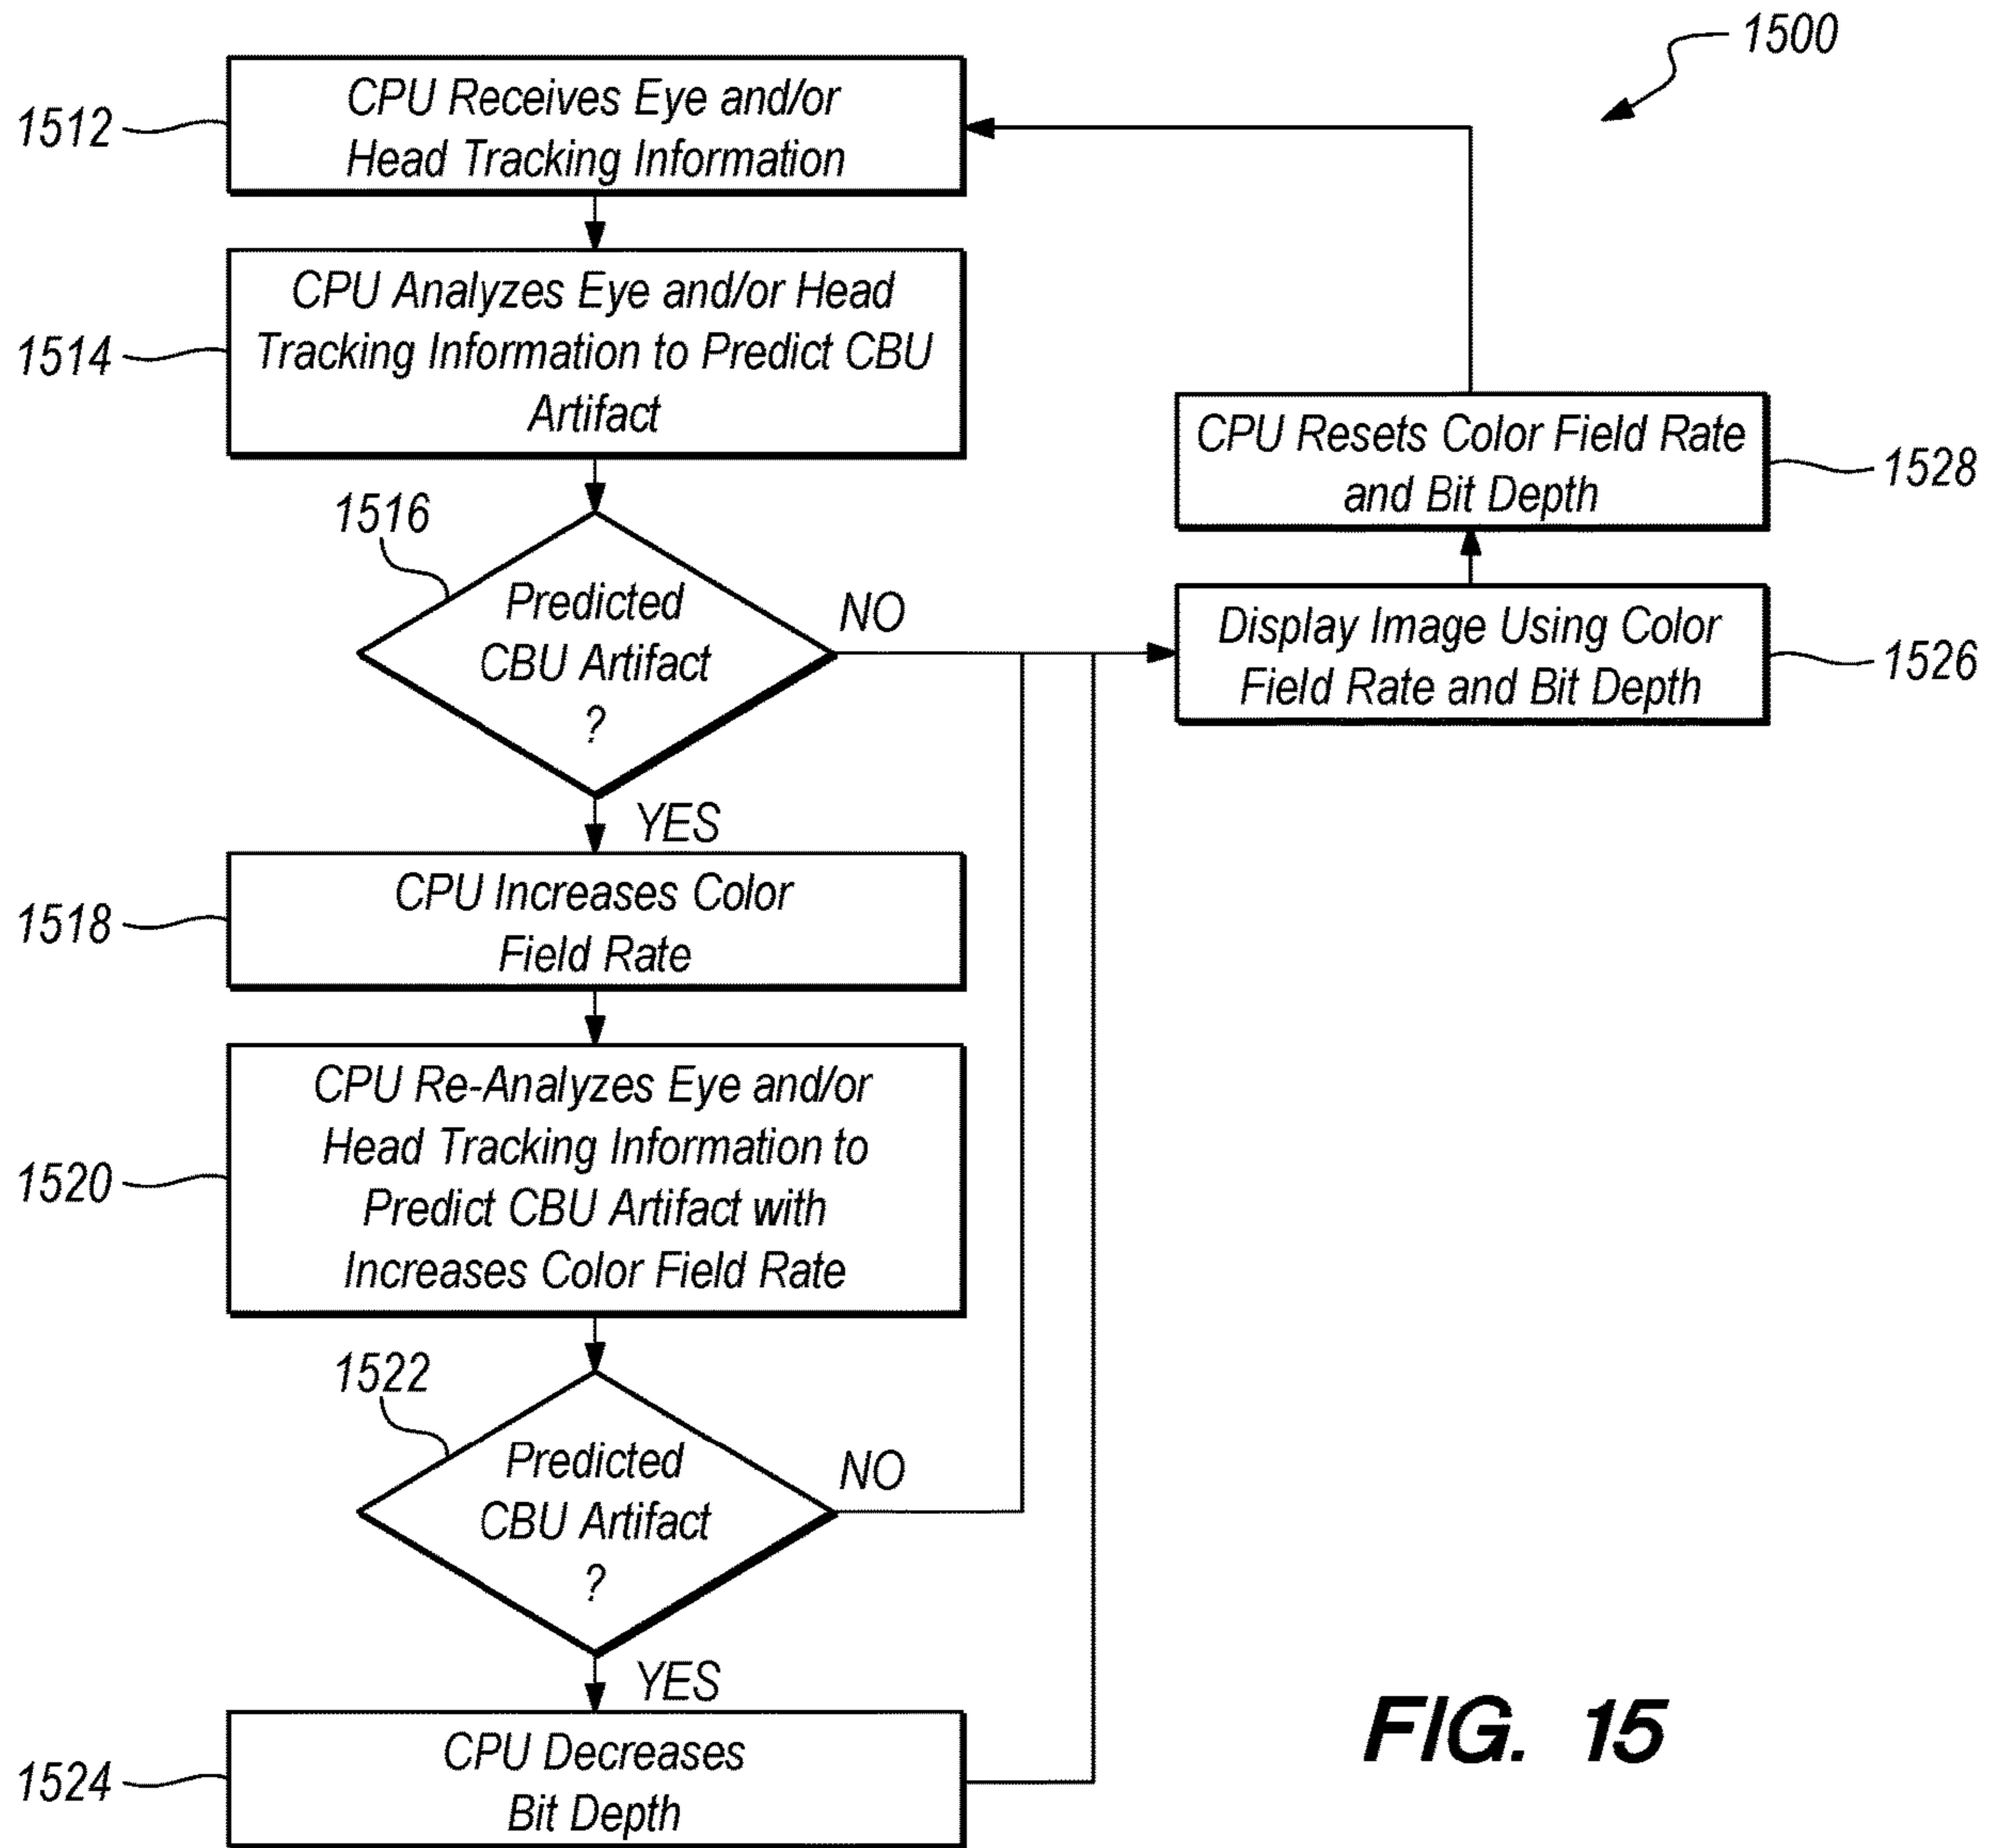 1500
1512
CPU Receives Eye and/or
Head Tracking Information
1514
CPU Analyzes Eye and/or Head
Tracking Information to Predict CBU
Artifact
CPU Resets Color Field Rate
and Bit Depth
1528
1516
Predicted
CBU Artifact
?
NO
Display Image Using Color
Field Rate and Bit Depth
1526
YES
1518
CPU Increases Color
Field Rate
1520
CPU Re-Analyzes Eye and/or
Head Tracking Information to
Predict CBU Artifact with
Increases Color Field Rate
1522
Predicted
CBU Artifact
?
NO
YES
1524
CPU Decreases
Bit Depth
FIG. 15